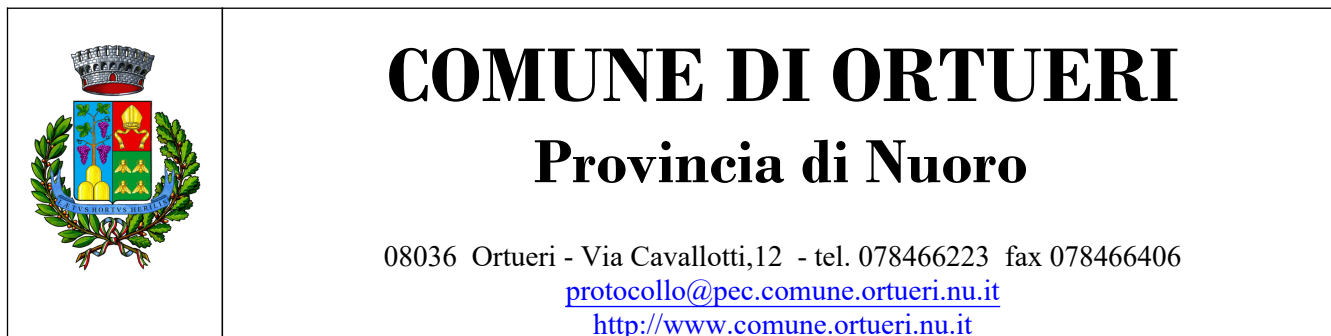 COMUNE DI ORTUERI
Provincia di Nuoro
08036 Ortueri - Via Cavallotti,12 - tel. 078466223 fax 078466406
protocollo@pec.comune.ortueri.nu.it
http://www.comune.ortueri.nu.it